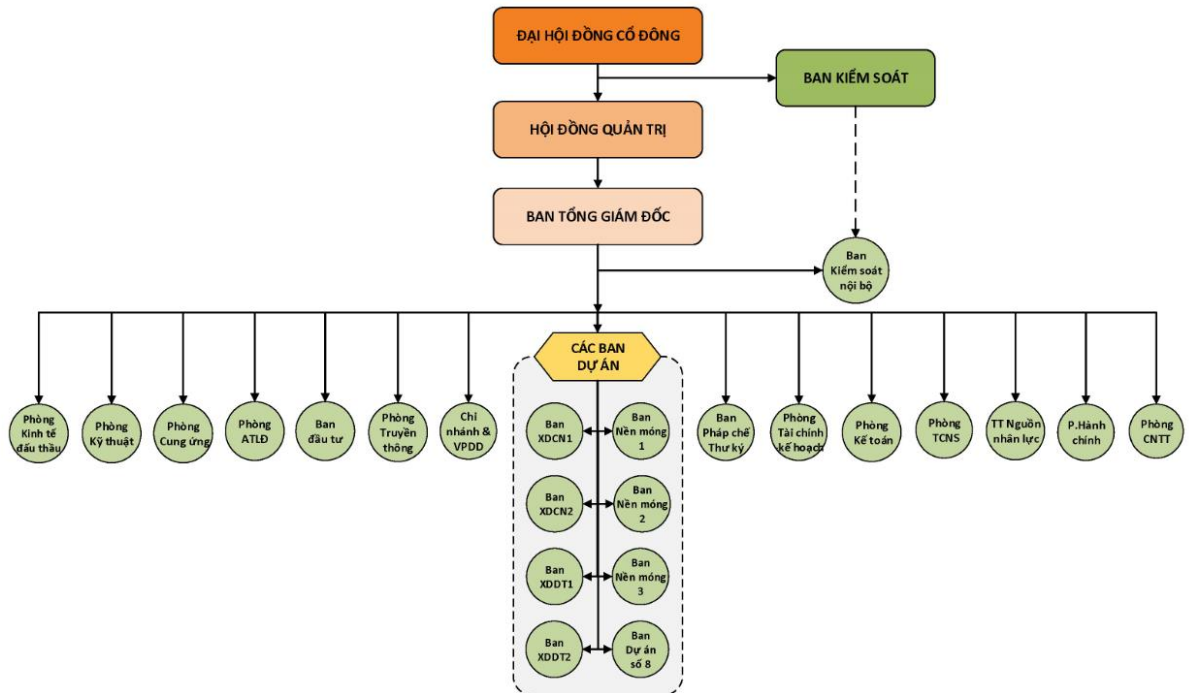 ĐẠI HỘI ĐỒNG CỔ ĐÔNG
BAN KIỂM SOÁT
HỘI ĐỒNG QUẢN TRỊ
BAN TỔNG GIÁM ĐỐC
Ban
Kiểm soát
nội bộ
CÁC BAN
DỰ ÁN
Phòng
Kinh tế
đấu thầu
Phòng
Kỹ thuật
Phòng
Cung ứng
Phòng
ATLĐ
Ban
đầu tư
Phòng
Truyền
thông
Chi
nhánh &
VPDD
Ban
XDCN1
Ban
Nền móng
1
Ban
XDCN2
Ban
Nền móng
2
Ban
XDDT1
Ban
Nền móng
3
Ban
XDDT2
Ban
Dự án
số 8
Ban
Pháp chế
Thư ký
Phòng
Tài chính
kế hoạch
Phòng
Kế toán
Phòng
TCNS
TT Nguồn
nhân lực
P.Hành
chính
Phòng
CNTT